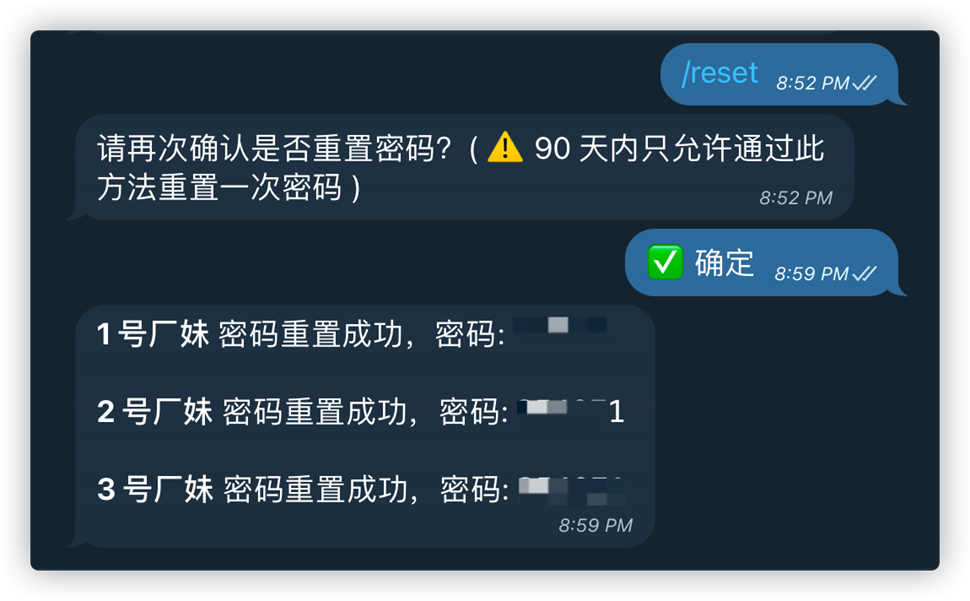 /reset 8:52 PM
请再次确认是否重置密码？( ⚠️ 90 天内只允许通过此
方法重置一次密码 )
8:52 PM
✅ 确定 8:59 PM
1 号厂妹 密码重置成功，密码:
2 号厂妹 密码重置成功，密码: 1
3 号厂妹 密码重置成功，密码:
8:59 PM